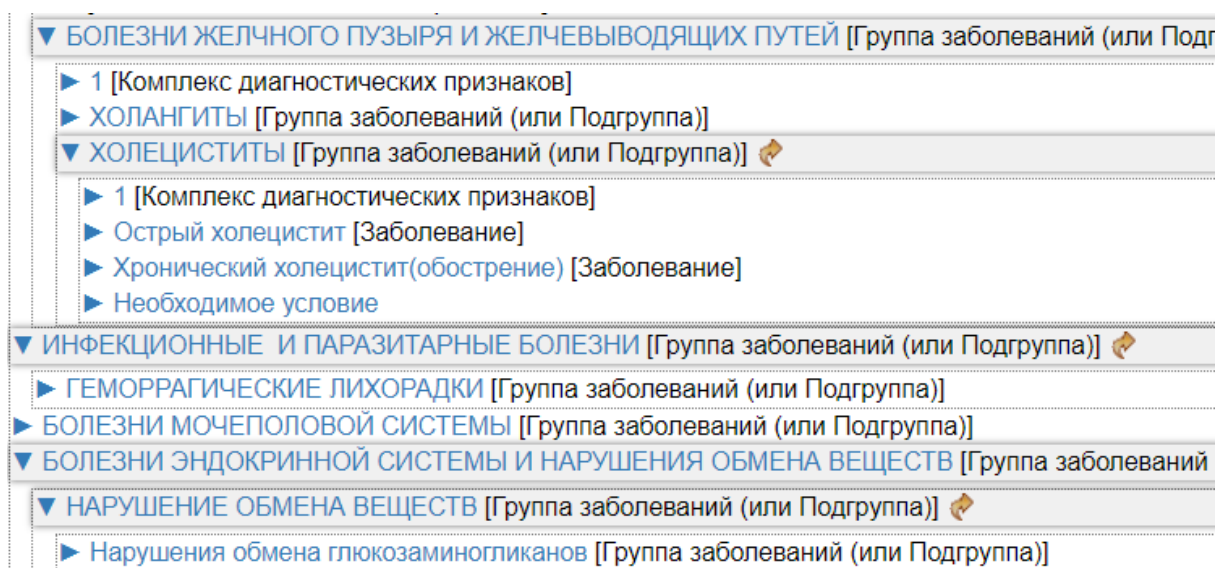 ▼ БОЛЕЗНИ ЖЕЛЧНОГО ПУЗЫРЯ И ЖЕЛЧЕВЫВОДЯЩИХ ПУТЕЙ [Группа заболеваний (или
► 1 [Комплекс диагностических признаков]
► ХОЛАНГИТЫ [Группа заболеваний (или Подгруппа)]
▼ ХОЛЕЦИСТИТЫ [Группа заболеваний (или Подгруппа)]
► 1 [Комплекс диагностических признаков]
► Острый холецистит [Заболевание]
► Хронический холецистит(обострение) [Заболевание]
► Необходимое условие
▼ ИНФЕКЦИОННЫЕ И ПАРАЗИТАРНЫЕ БОЛЕЗНИ [Группа заболеваний (или Подгруппа)]
► ГЕМОРРАГИЧЕСКИЕ ЛИХОРАДКИ [Группа заболеваний (или Подгруппа)]
► БОЛЕЗНИ МОЧЕПОЛОВОЙ СИСТЕМЫ [Группа заболеваний (или Подгруппа)]
▼ БОЛЕЗНИ ЭНДОКРИННОЙ СИСТЕМЫ И НАРУШЕНИЯ ОБМЕНА ВЕЩЕСТВ [Группа заболеваний
▼ НАРУШЕНИЕ ОБМЕНА ВЕЩЕСТВ [Группа заболеваний (или Подгруппа)]
► Нарушения обмена глюкозаминогликанов [Группа заболеваний (или Подгруппа)]